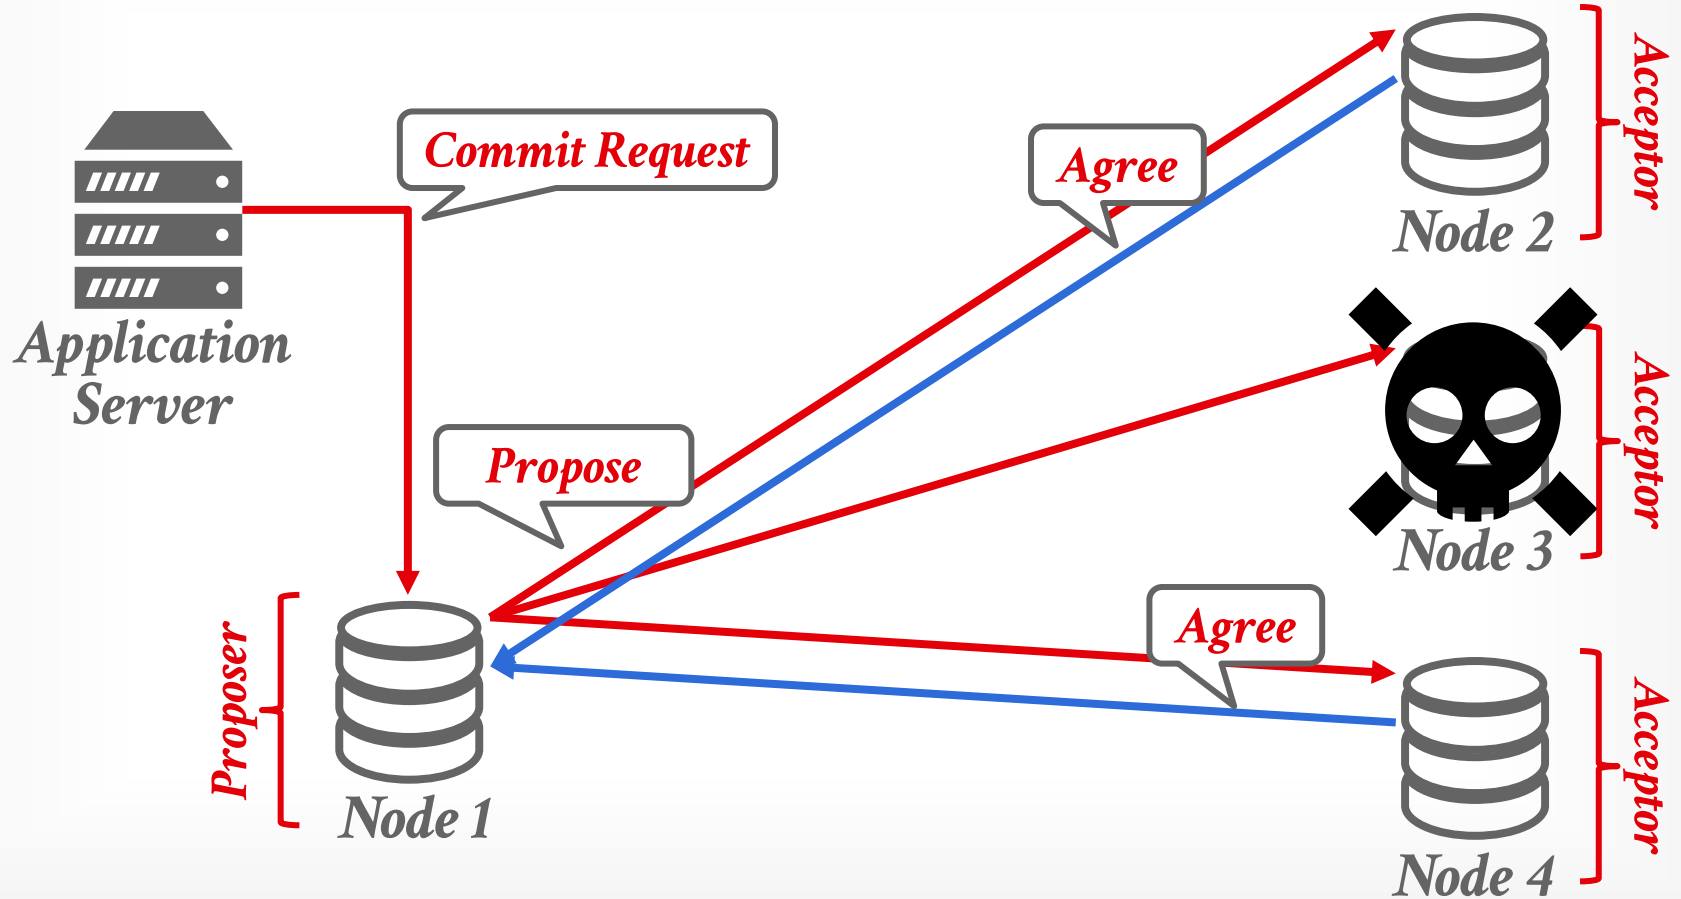 Commit Request
Application
Server
Propose
Proposer
Node 1
Agree
Node 2
Acceptor
Node 3
Acceptor
Agree
Node 4
Acceptor